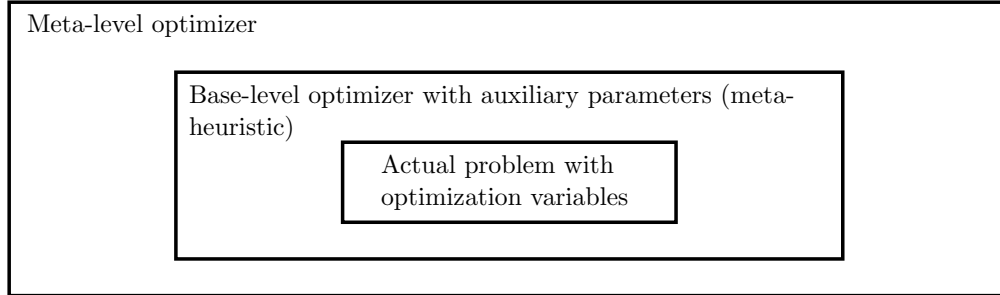 Meta-level optimizer
Base-level optimizer with auxiliary parameters (meta-
heuristic)
Actual problem with
optimization variables